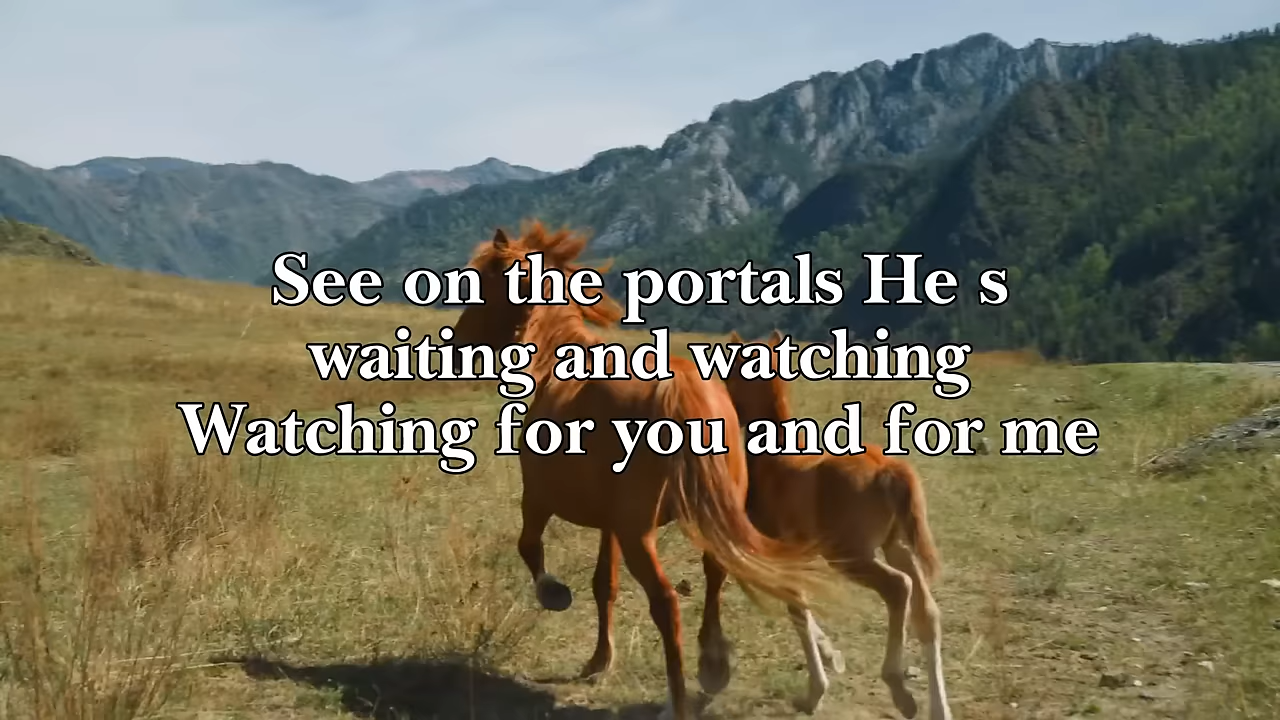 See on the portals He s
waiting and watching
Watching for you and for me